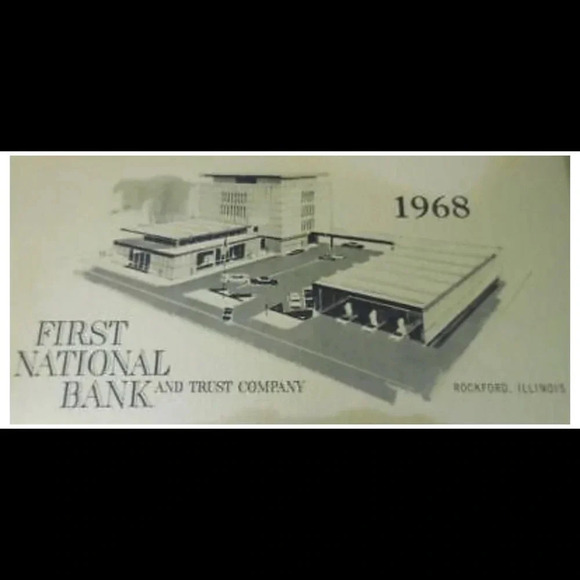 1968
FIRST
NATIONAL
BANK AND TRUST COMPANY
ROCKFORD, ILLINOIS